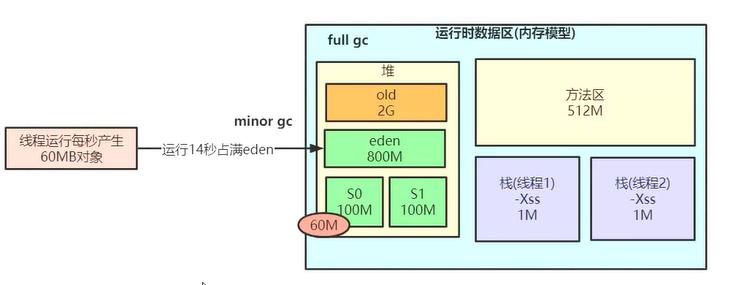 运行时数据区(内存模型)
full gc
堆
old
2G
方法区
512M
minor gc
线程运行每秒产生
60MB对象
运行14秒占满eden
eden
800M
S0
100M
S1
100M
60M
栈(线程1)
-Xss
1M
栈(线程2)
-Xss
1M